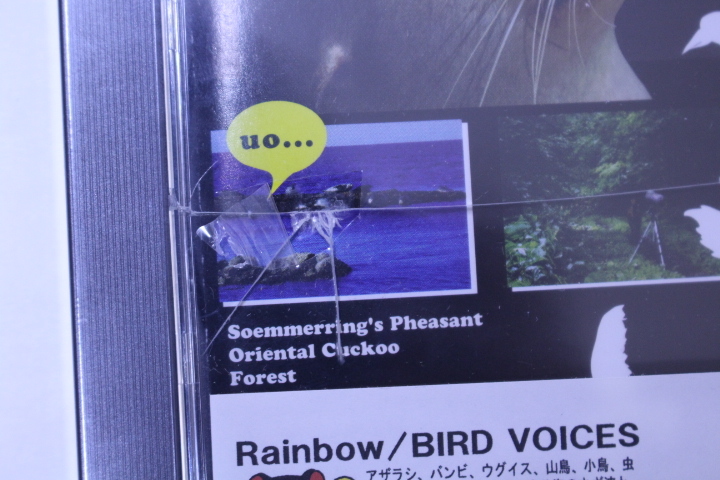 uo...
Soemmerring's Pheasant
Oriental Cuckoo
Forest
Rainbow/BIRD VOICES
アザラシ、バンビ、ウグイス、山鳥、小鳥、虫